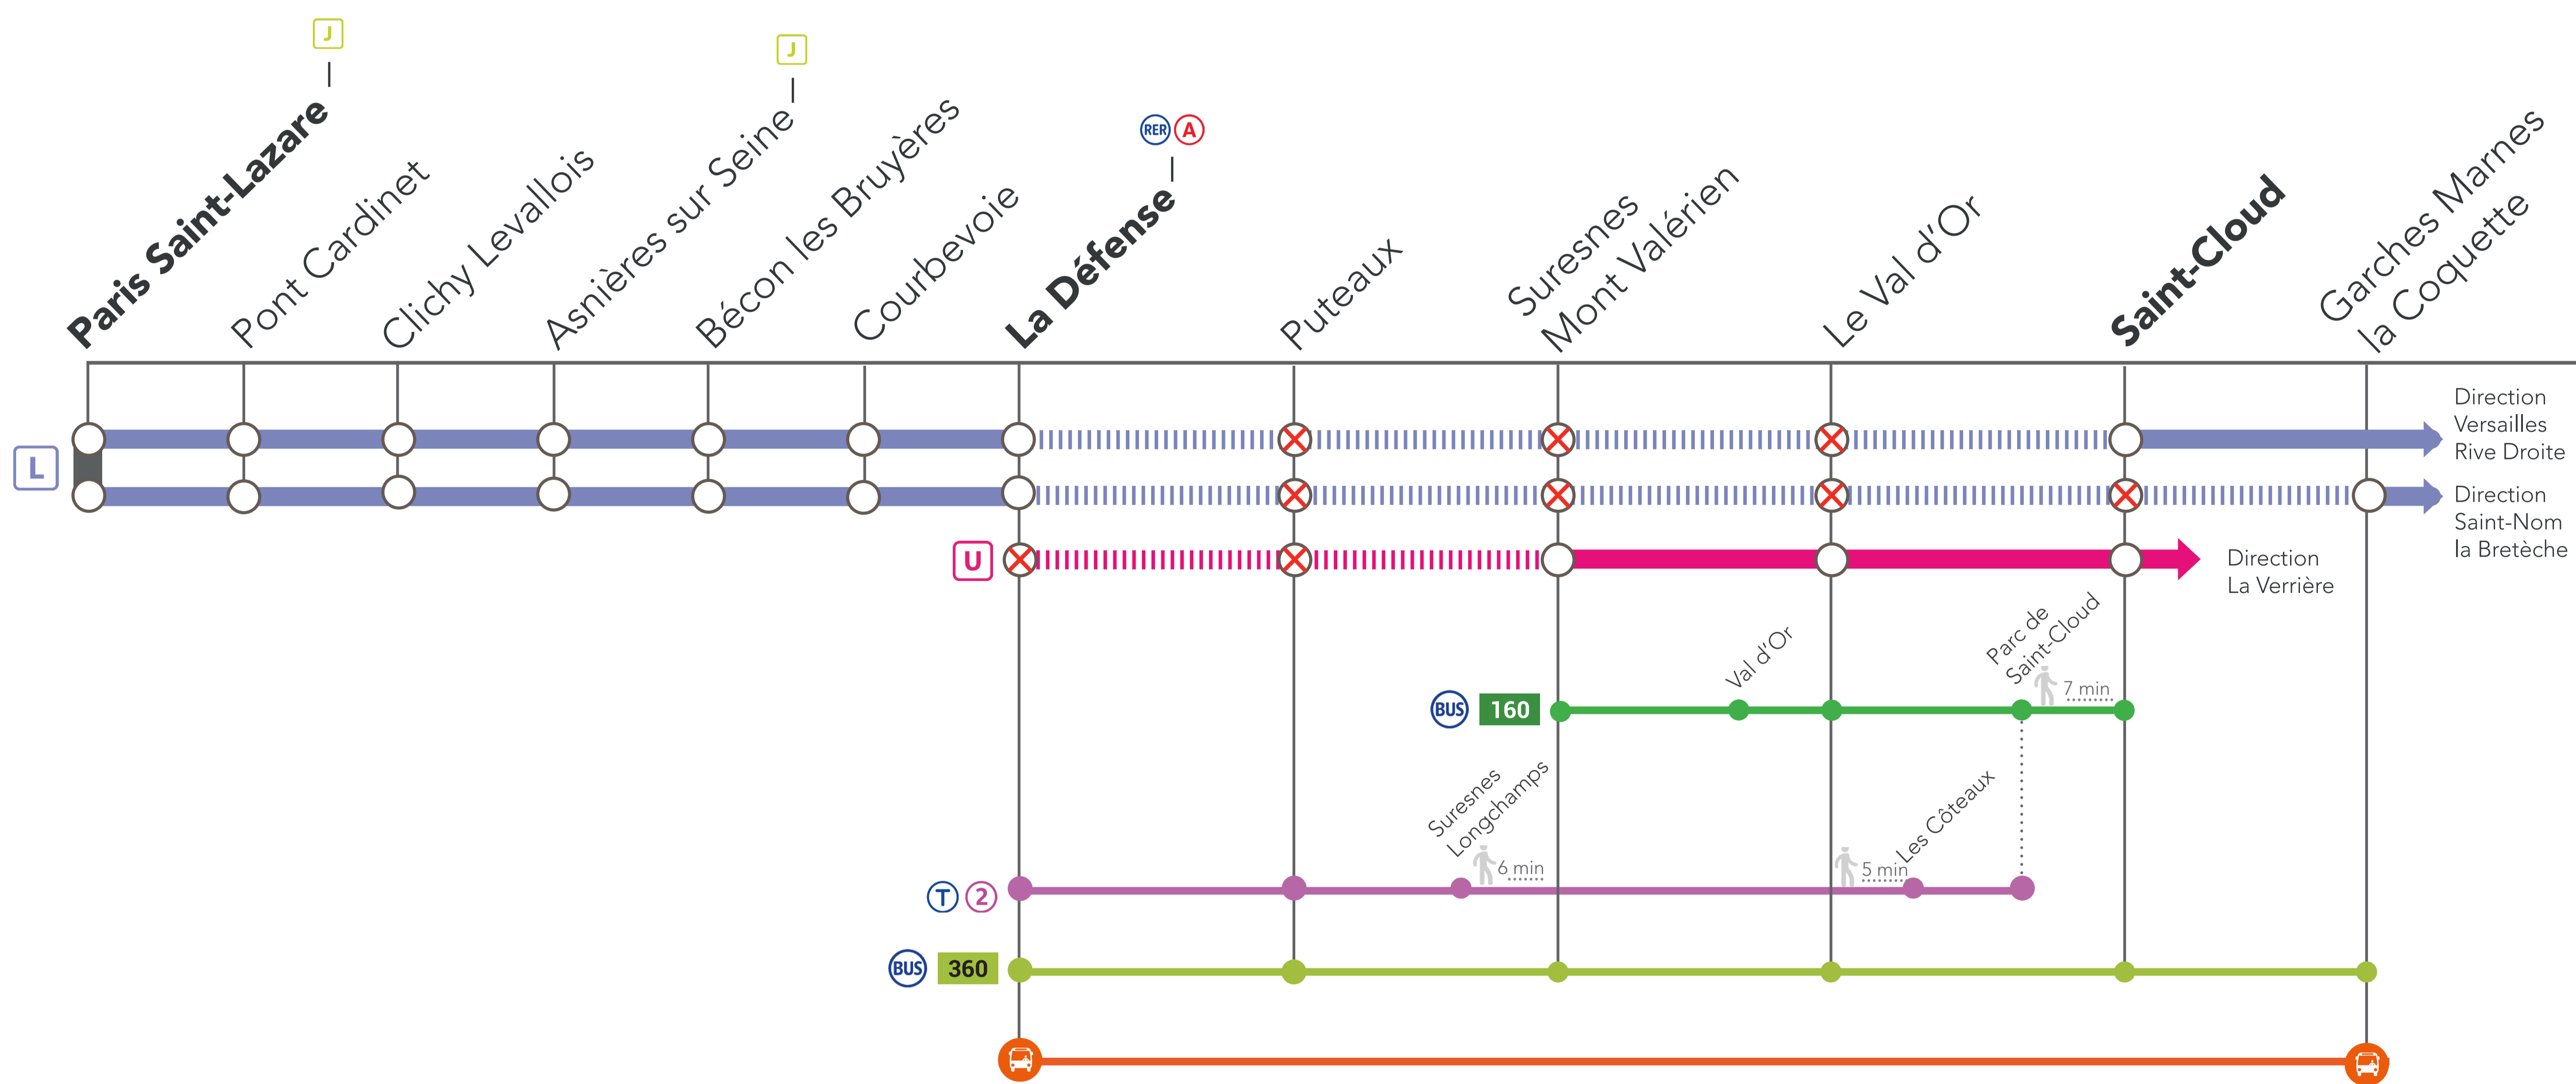 J
J
RER A
Paris Saint-Lazare
Pont Cardinet
Clichy Levallois
Asnières sur Seine
Bécon les Bruyères
Courbevoie
La Défense
Puteaux
Suresnes
Mont Valérien
Le Val d'Or
Saint-Cloud
Garches Marnes
la Coquette
L
Direction
Versailles
Rive Droite
Direction
Saint-Nom
la Bretèche
U
Direction
La Verrière
BUS 160
Val d'Or
Parc de
Saint-Cloud
7 min
T 2
Suresnes
Longchamps
6 min
5 min
Les Côteaux
BUS 360